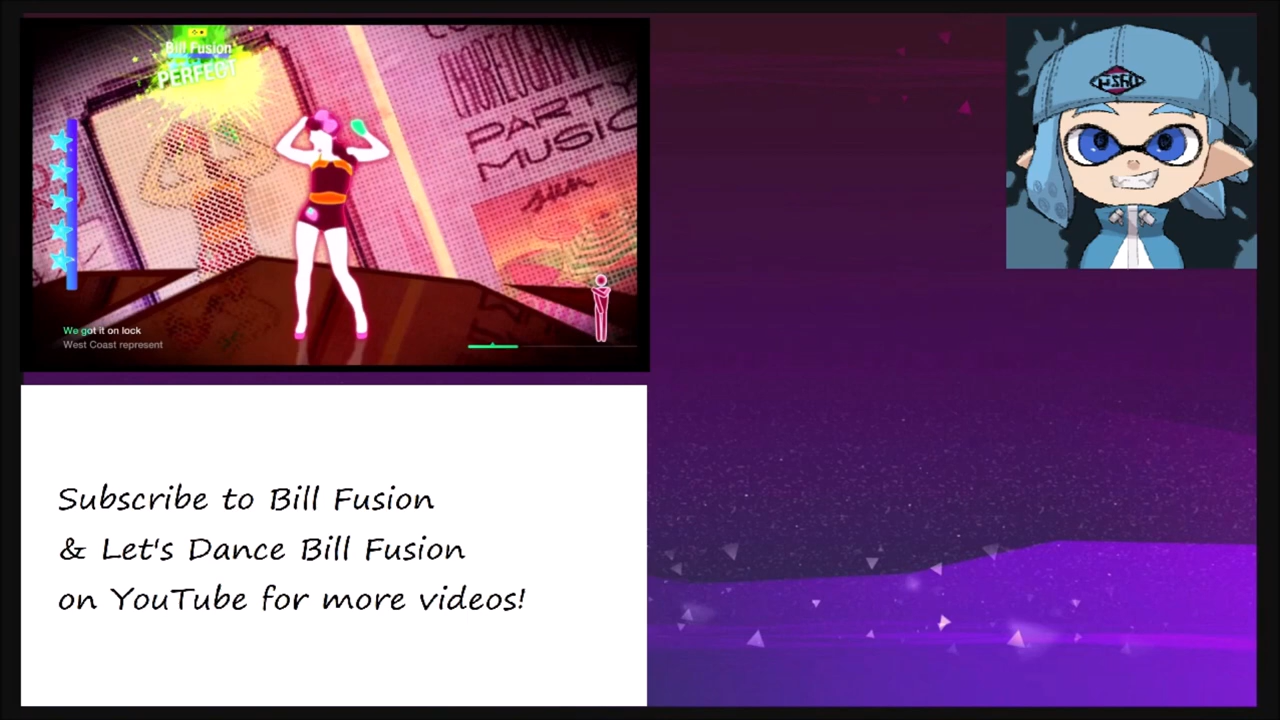 Bill Fusion
PERFECT
PARTY
MUSIC
sun
We got it on lock
West Coast represent
Subscribe to Bill Fusion
& Let's Dance Bill Fusion
on YouTube for more videos!